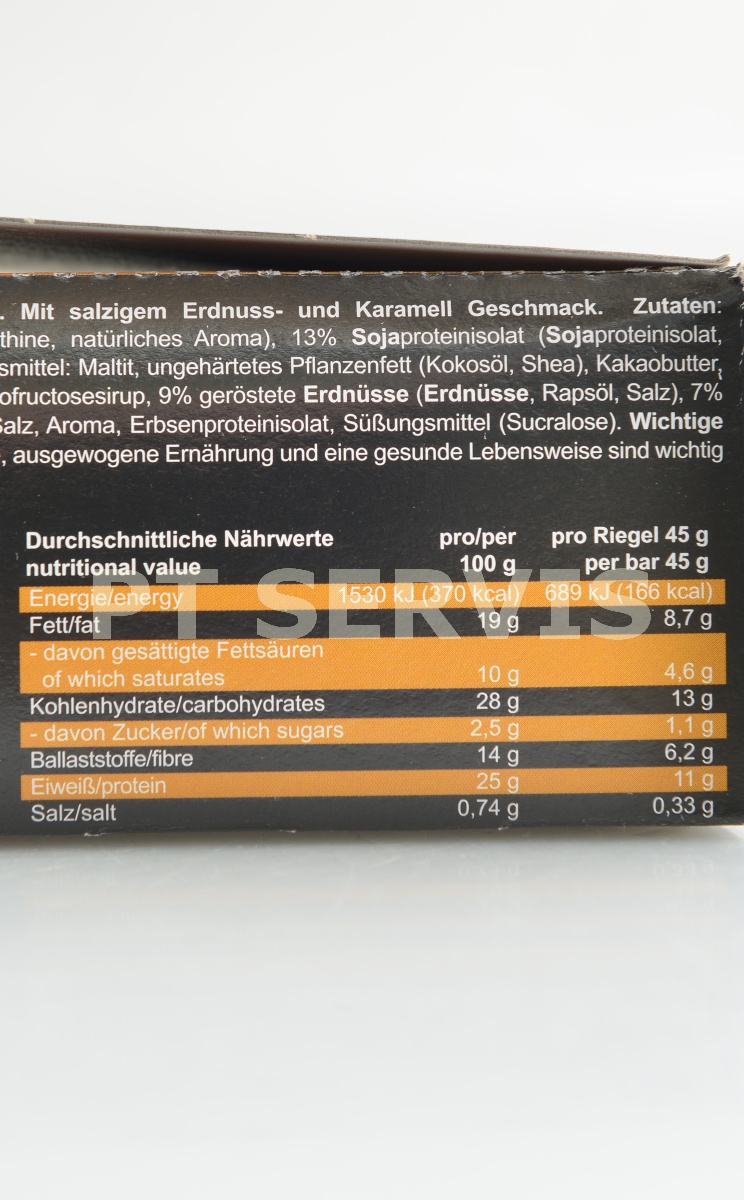 . Mit salzigem Erdnuss- und Karamell Geschmack. Zutaten:
thine, natürliches Aroma), 13% Sojaproteinisolat (Sojaproteinisolat,
smittel: Maltit, ungehärtetes Pflanzenfett (Kokosöl, Shea), Kakaobutter,
ofructosesirup, 9% geröstete Erdnüsse (Erdnüsse, Rapsöl, Salz), 7%
Salz, Aroma, Erbsenproteinisolat, Süßungsmittel (Sucralose). Wichtige
, ausgewogene Ernährung und eine gesunde Lebensweise sind wichtig
Durchschnittliche Nährwerte pro/per pro Riegel 45 g
nutritional value 100 g per bar 45 g
PT SERVIS
Energie/energy 1530 kJ (370 kcal) 689 kJ (166 kcal)
Fett/fat 19 g 8,7 g
- davon gesättigte Fettsäuren
of which saturates 10 g 4,6 g
Kohlenhydrate/carbohydrates 28 g 13 g
- davon Zucker/of which sugars 2,5 g 1,1 g
Ballaststoffe/fibre 14 g 6,2 g
Eiweiß/protein 25 g 11 g
Salz/salt 0,74 g 0,33 g